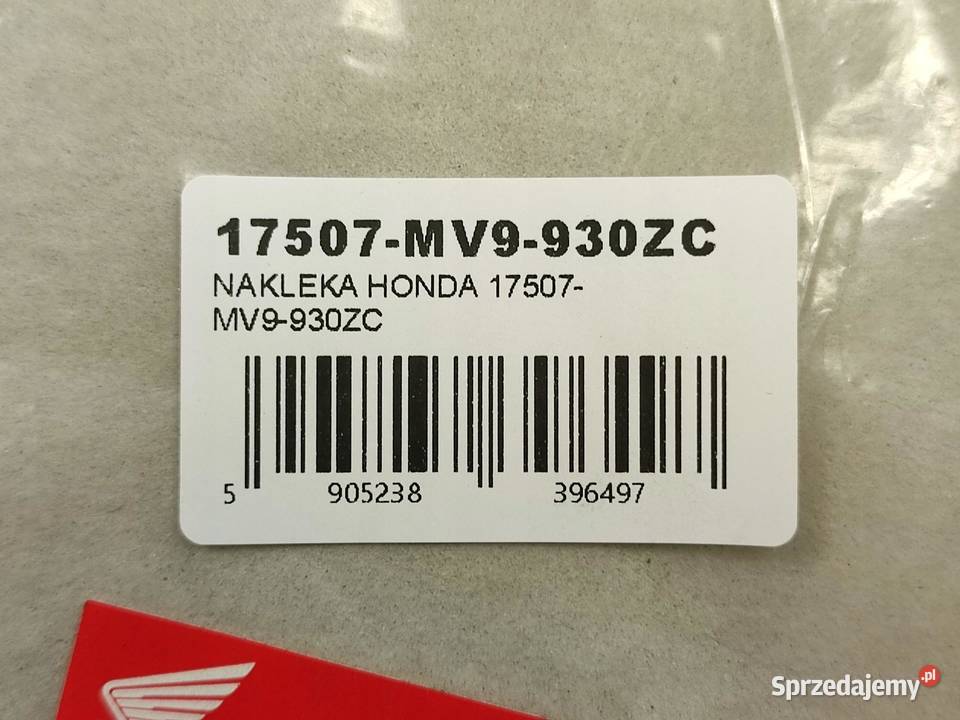 17507-MV9-930ZC
NAKLEKA HONDA 17507-
MV9-930ZC
5 905238 396497
Sprzedajemy.pl